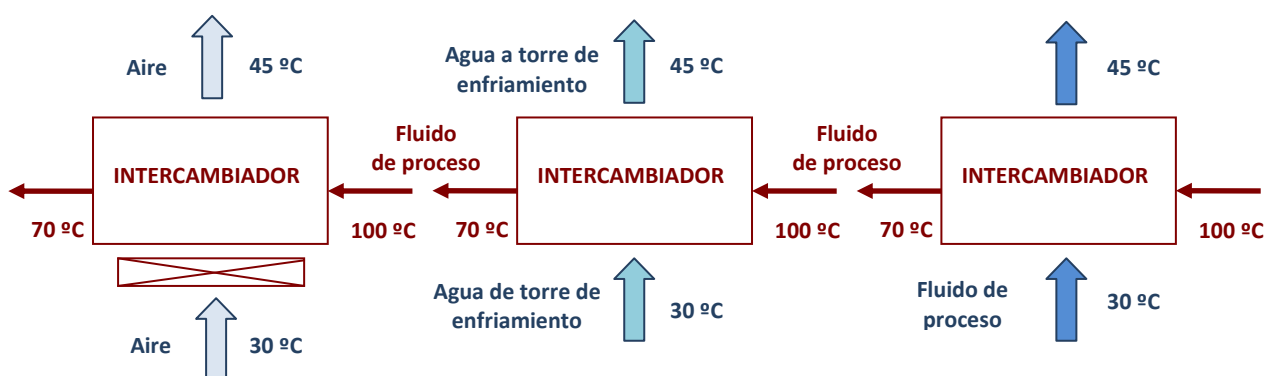 Aire
45 ºC
INTERCAMBIADOR
70 ºC
100 ºC
Aire
30 ºC
Agua a torre de
enfriamiento
45 ºC
Fluido
de proceso
INTERCAMBIADOR
70 ºC
100 ºC
Agua de torre de
enfriamiento
30 ºC
45 ºC
Fluido
de proceso
INTERCAMBIADOR
70 ºC
100 ºC
Fluido de
proceso
30 ºC